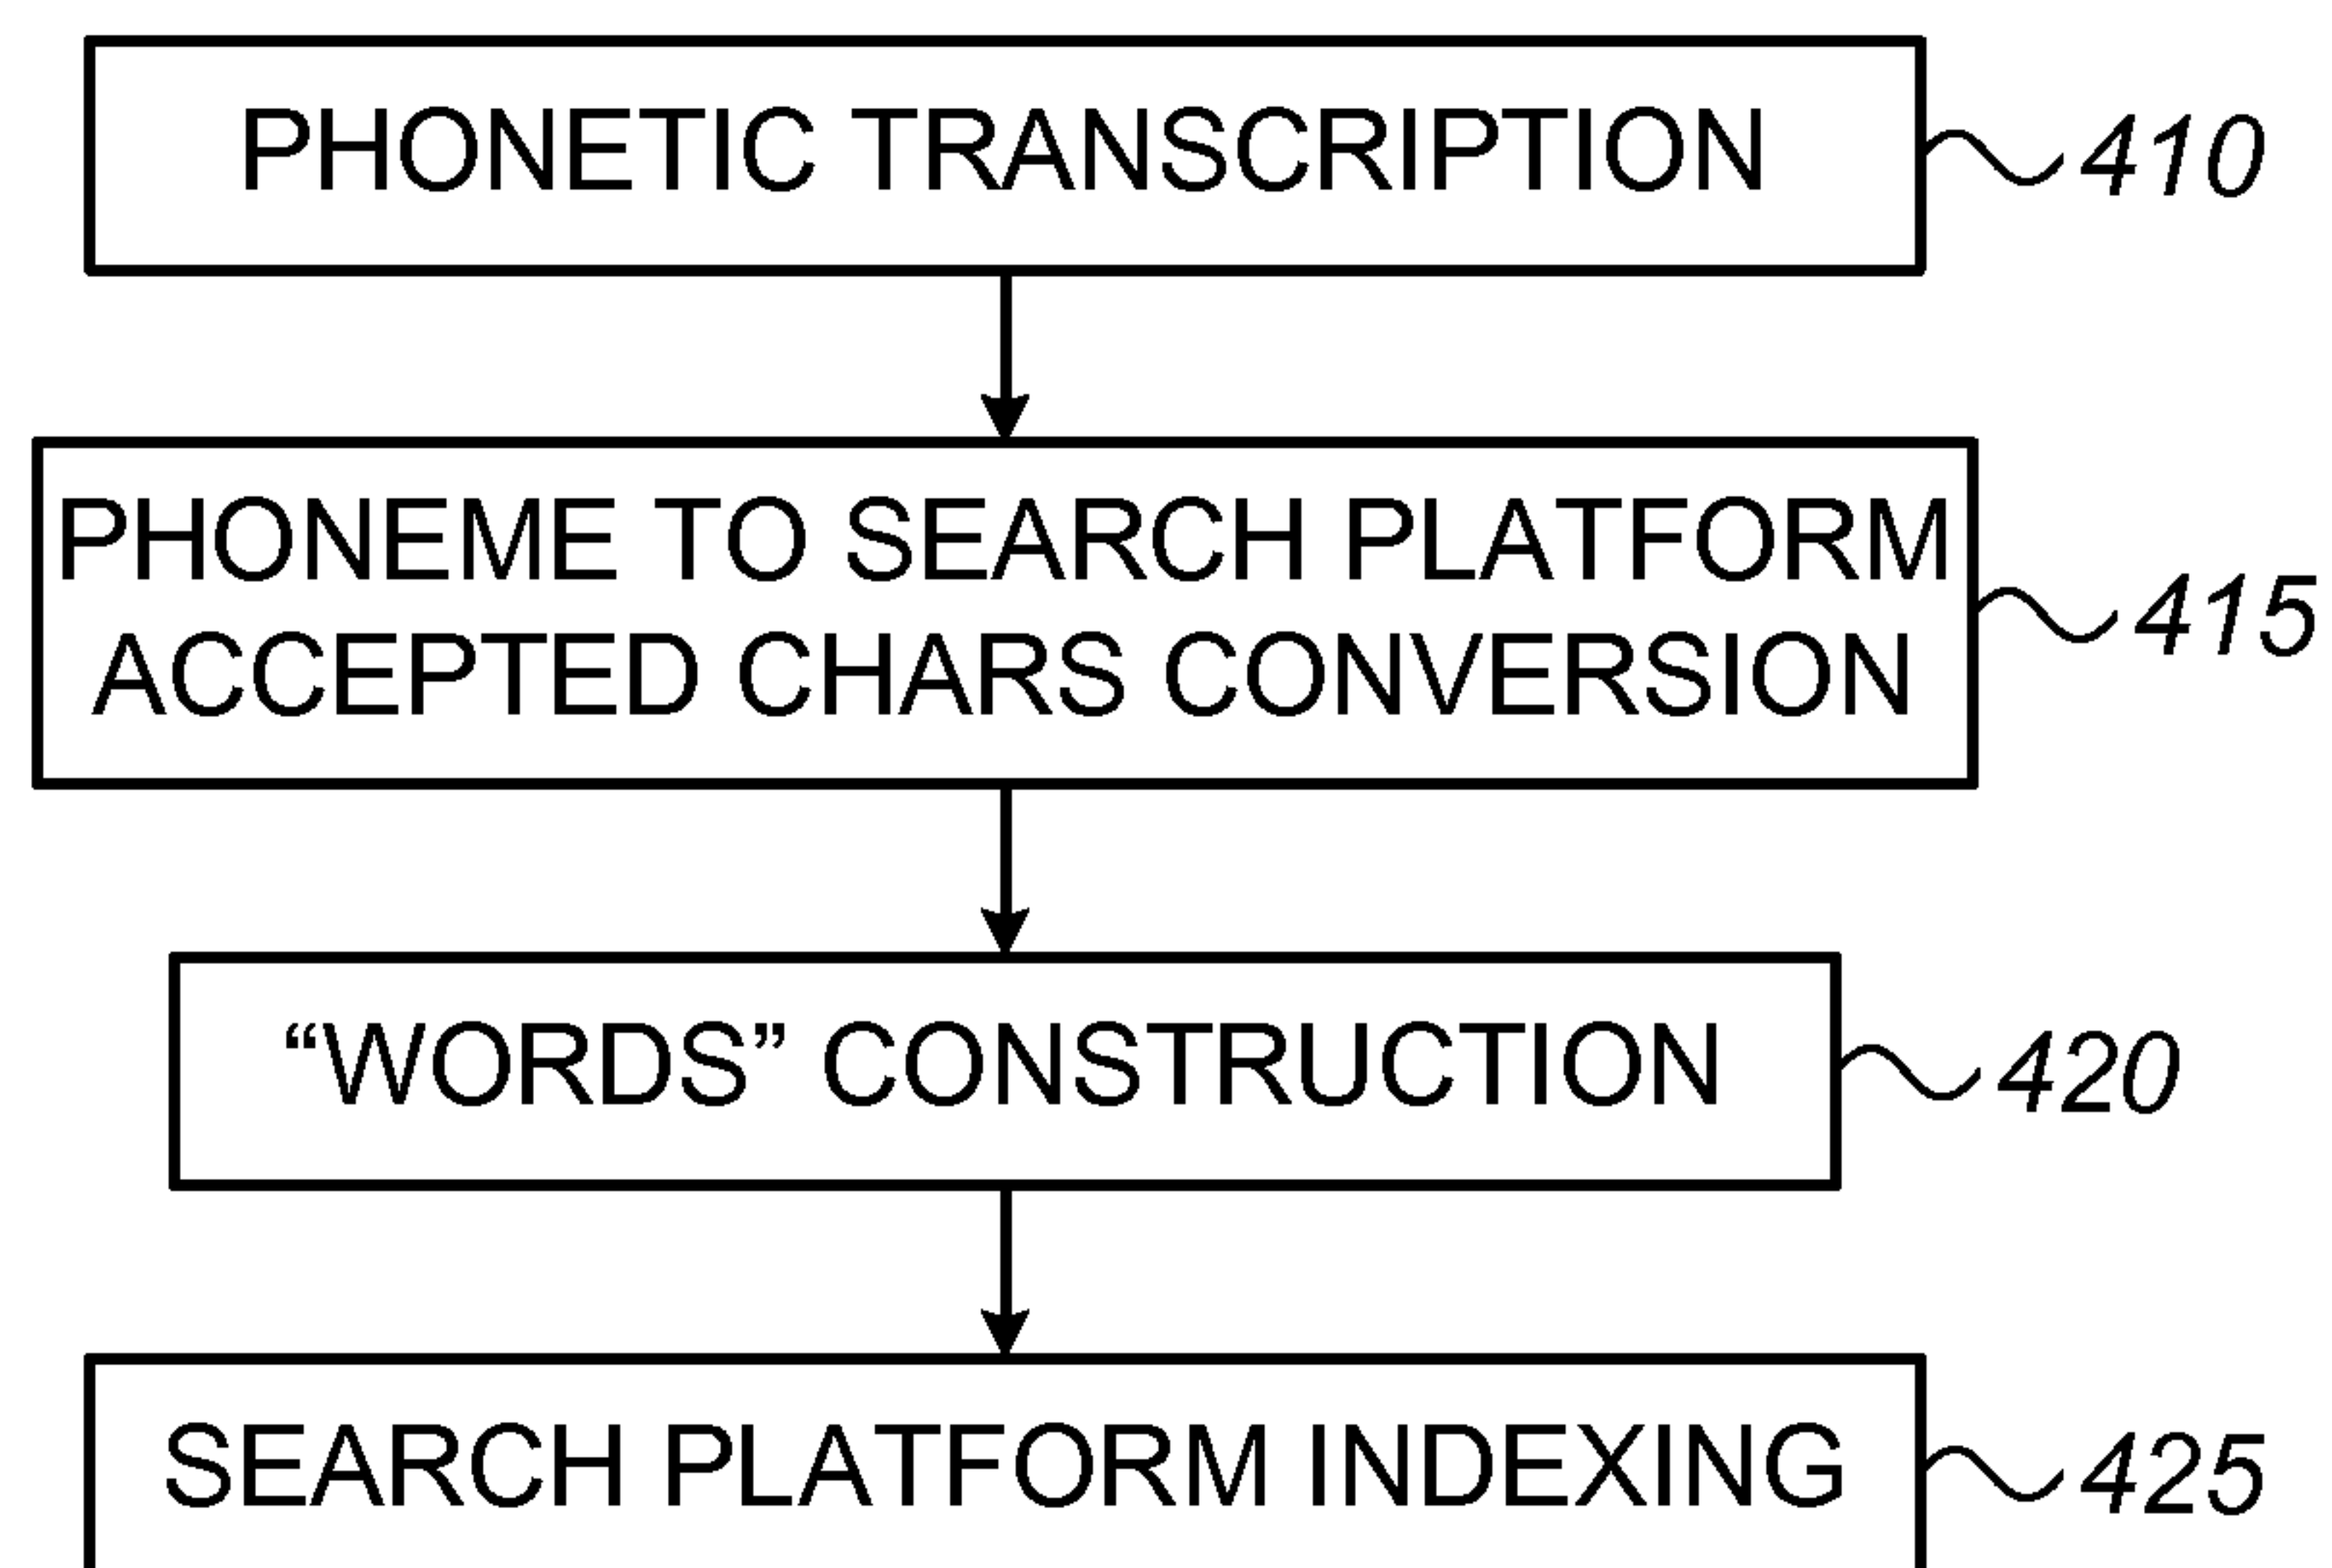 PHONETIC TRANSCRIPTION 410
PHONEME TO SEARCH PLATFORM
ACCEPTED CHARS CONVERSION 415
“WORDS” CONSTRUCTION 420
SEARCH PLATFORM INDEXING 425